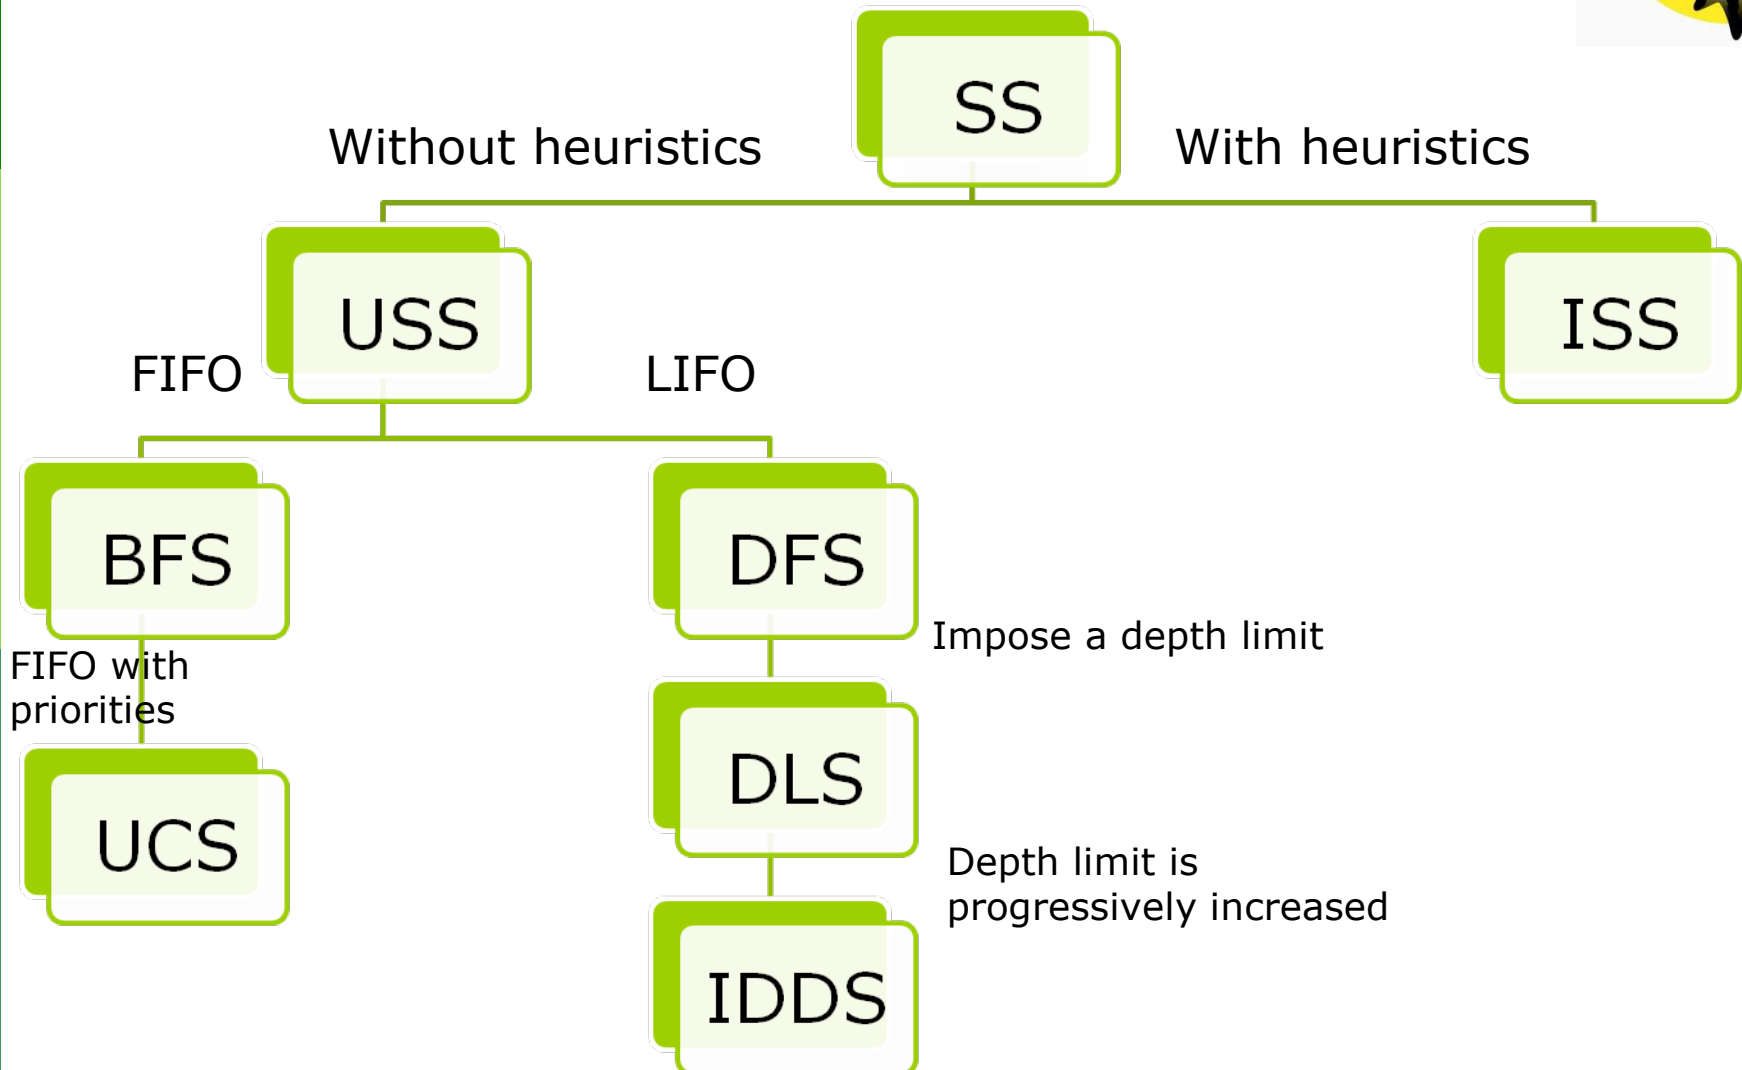 SS
Without heuristics
With heuristics
USS
ISS
FIFO
LIFO
BFS
DFS
Impose a depth limit
FIFO with
priorities
DLS
UCS
Depth limit is
progressively increased
IDDS